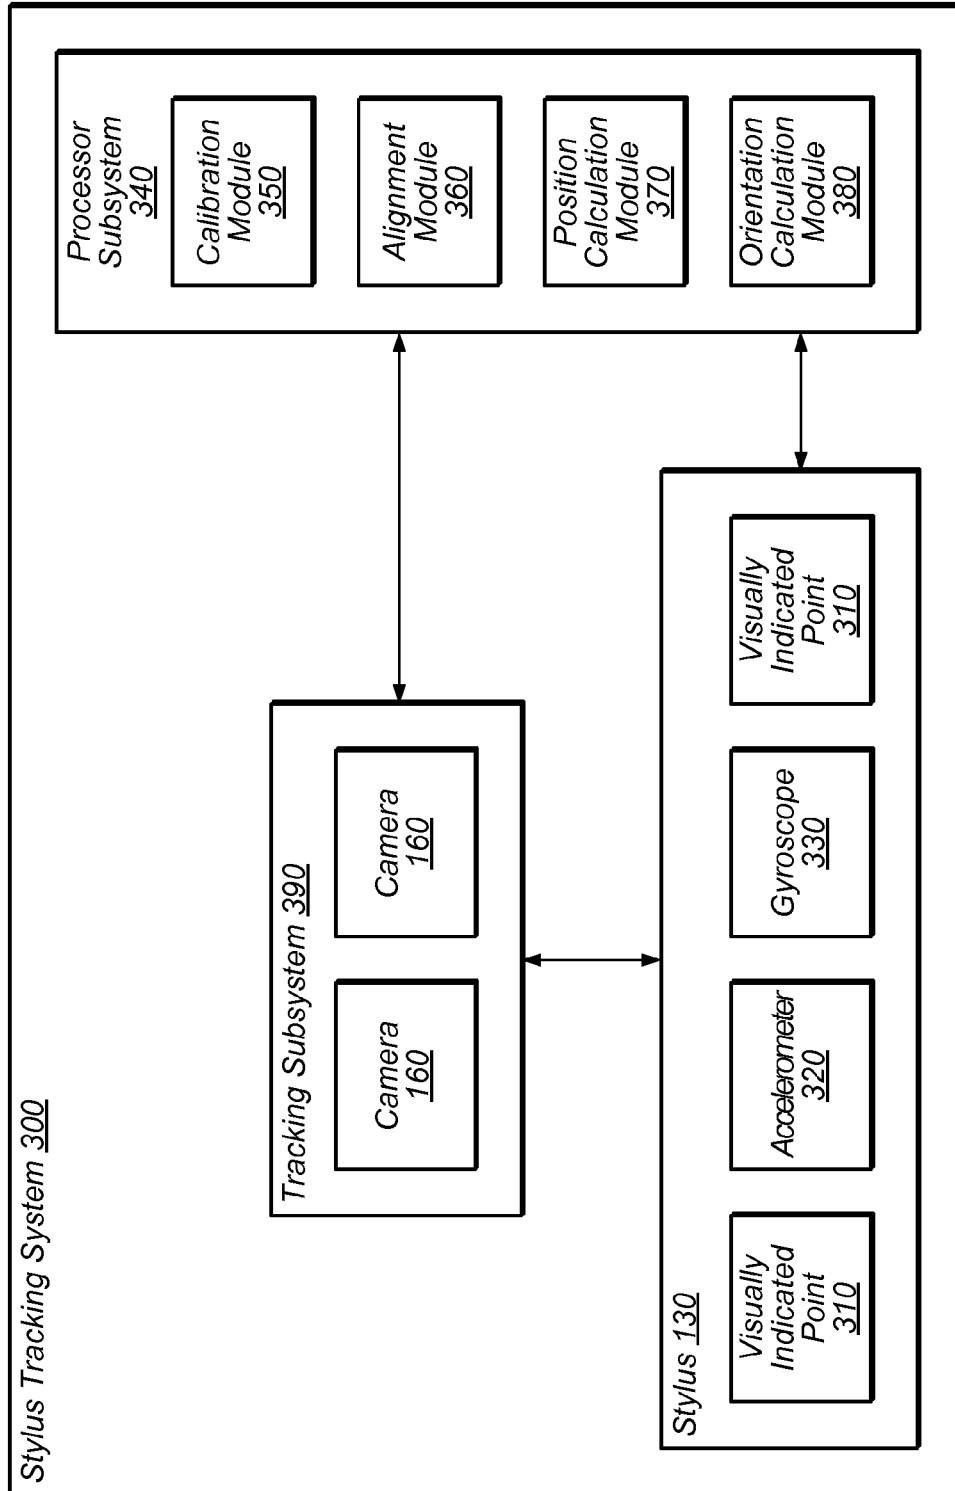 Stylus Tracking System 300
Tracking Subsystem 390
Camera
160
Camera
160
Stylus 130
Visually
Indicated
Point
310
Accelerometer
320
Gyroscope
330
Visually
Indicated
Point
310
Processor
Subsystem
340
Calibration
Module
350
Alignment
Module
360
Position
Calculation
Module
370
Orientation
Calculation
Module
380